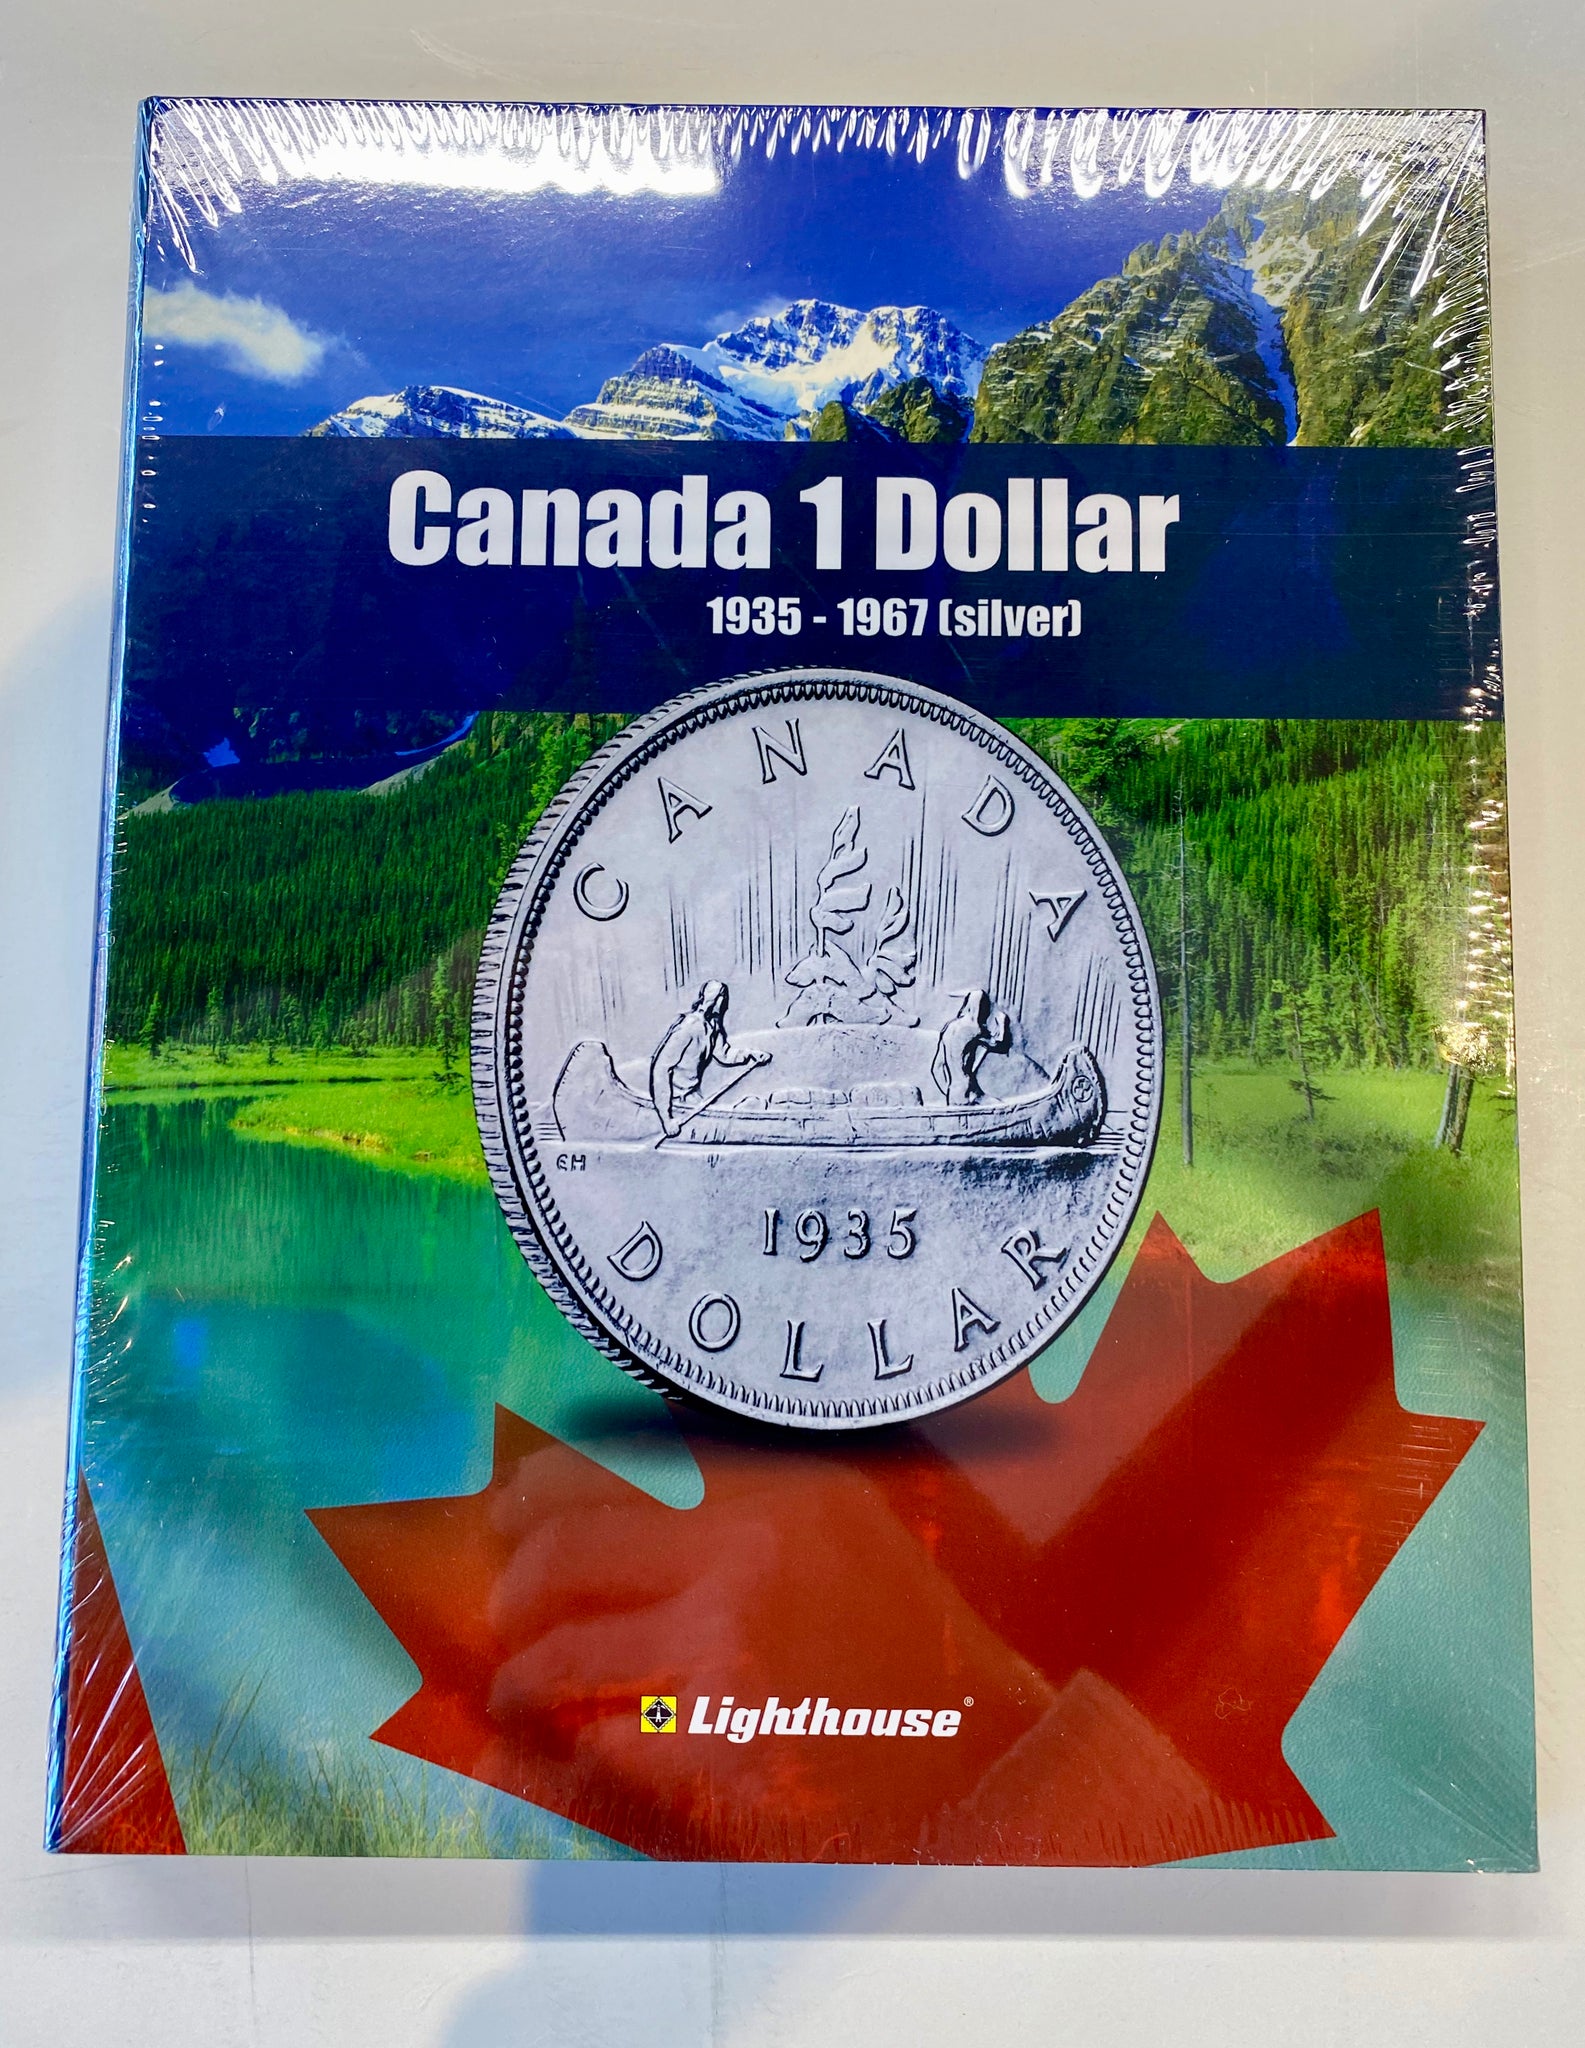 Canada 1 Dollar
1935 - 1967 (silver)
CANADA
EH
1935
DOLLAR
Lighthouse®